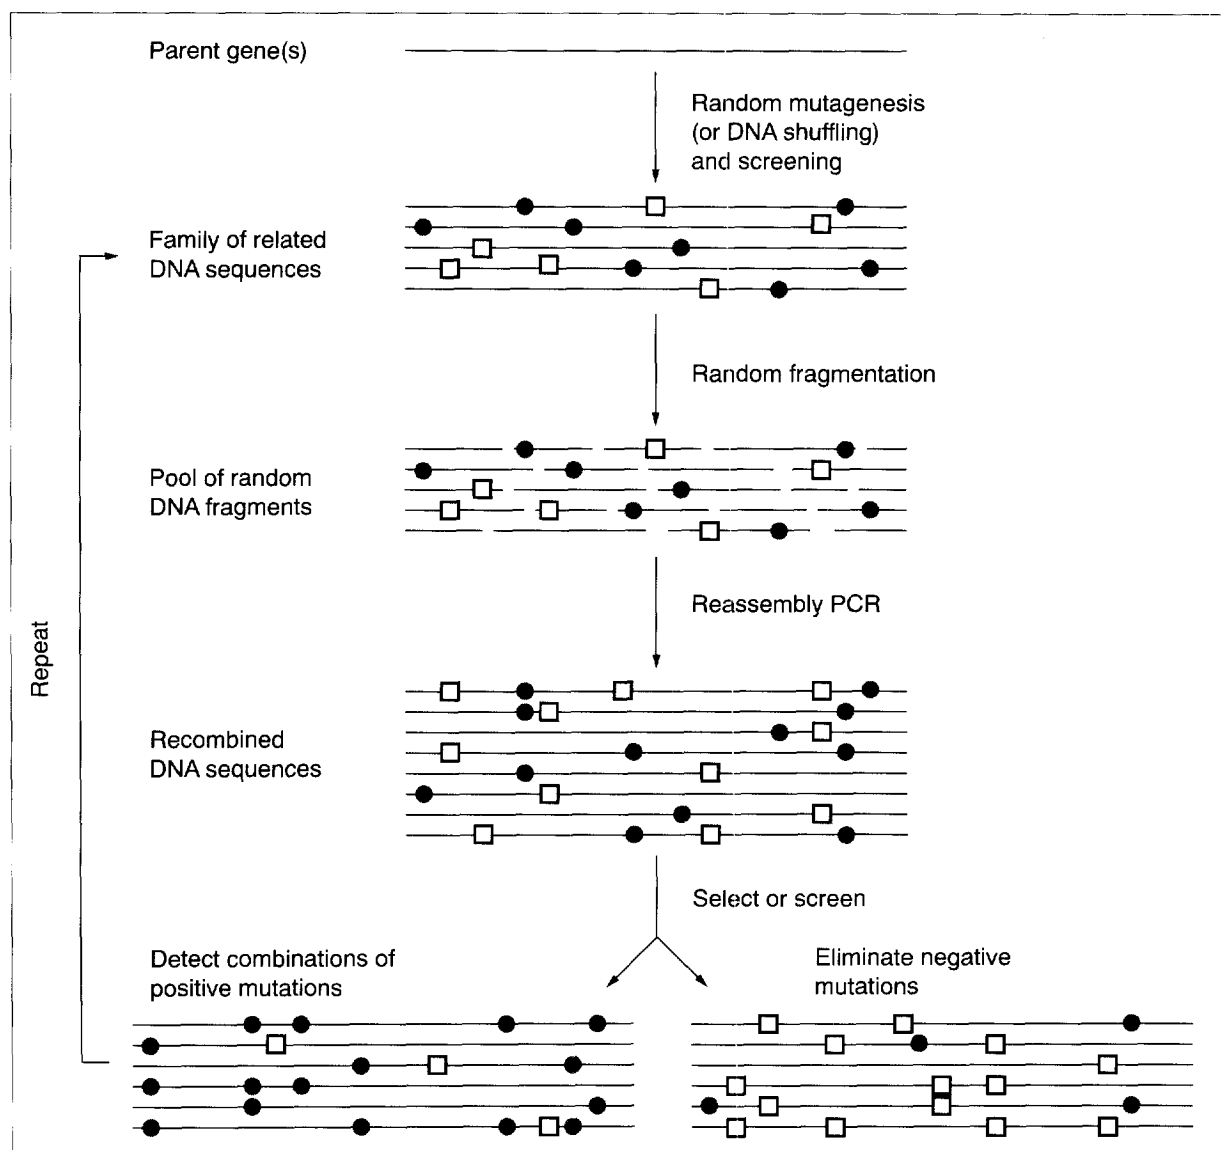 Parent gene(s)
Random mutagenesis
(or DNA shuffling)
and screening
Family of related
DNA sequences
Random fragmentation
Pool of random
DNA fragments
Reassembly PCR
Repeat
Recombined
DNA sequences
Select or screen
Detect combinations of
positive mutations
Eliminate negative
mutations